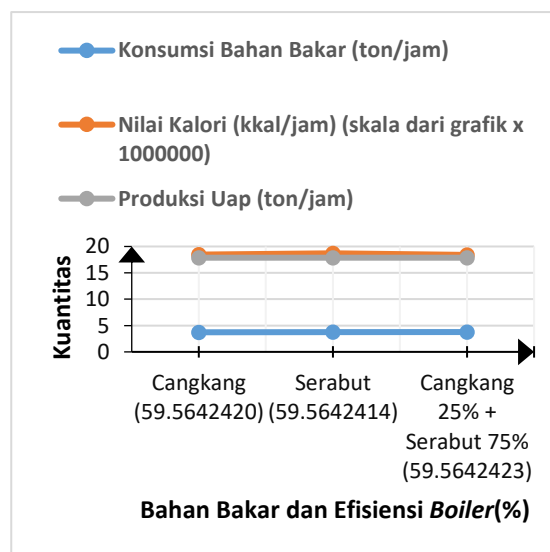 Konsumsi Bahan Bakar (ton/jam)
Nilai Kalori (kkal/jam) (skala dari grafik x
1000000)
Produksi Uap (ton/jam)
Kuantitas
20
15
10
5
0
Cangkang
(59.5642420)
Serabut
(59.5642414)
Cangkang
25% +
Serabut 75%
(59.5642423)
Bahan Bakar dan Efisiensi Boiler(%)